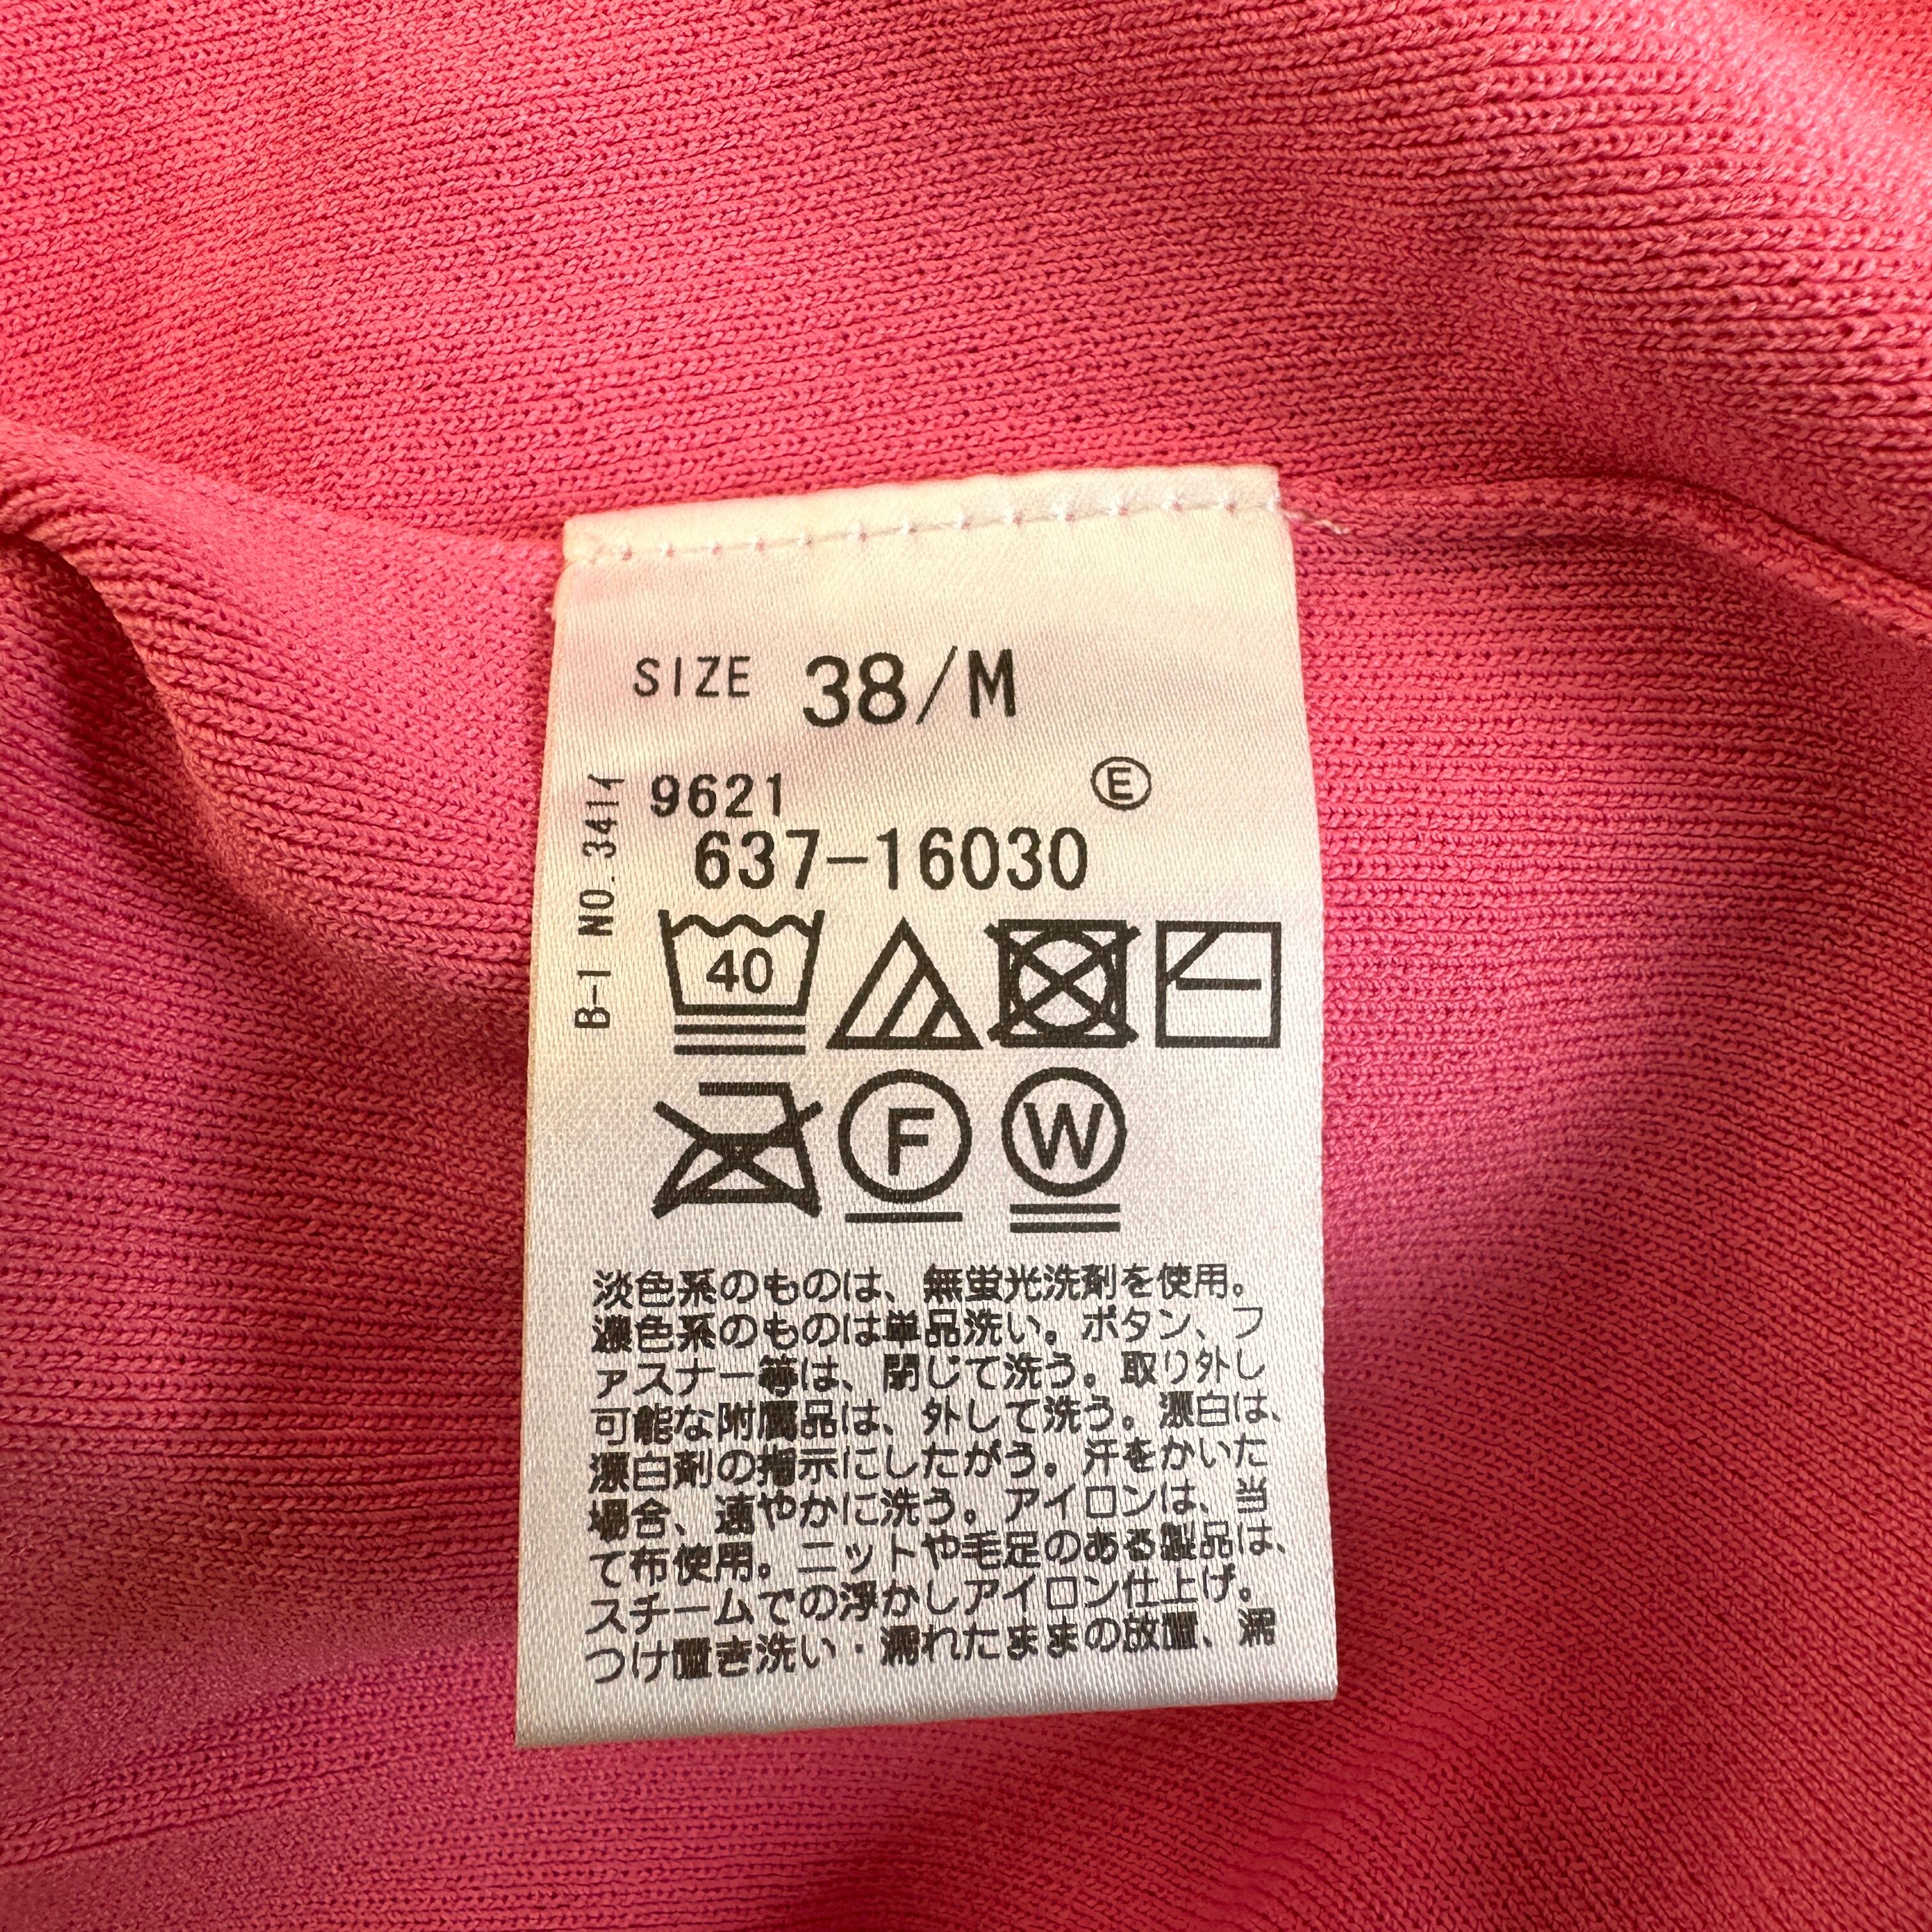 SIZE 38/M
9621 Ⓔ
637-16030
B-1 NO.341イ
40
F W
淡色系のものは、無蛍光洗剤を使用。
濃色系のものは単品洗い。ボタン、フ
ァスナー等は、閉じて洗う。取り外し
可能な附属品は、外して洗う。漂白は、
漂白剤の指示にしたがう。汗をかいた
場合、速やかに洗う。アイロンは、当
て布使用。ニットや毛足のある製品は、
スチームでの浮かしアイロン仕上げ。
つけ置き洗い・濡れたままの放置、濡